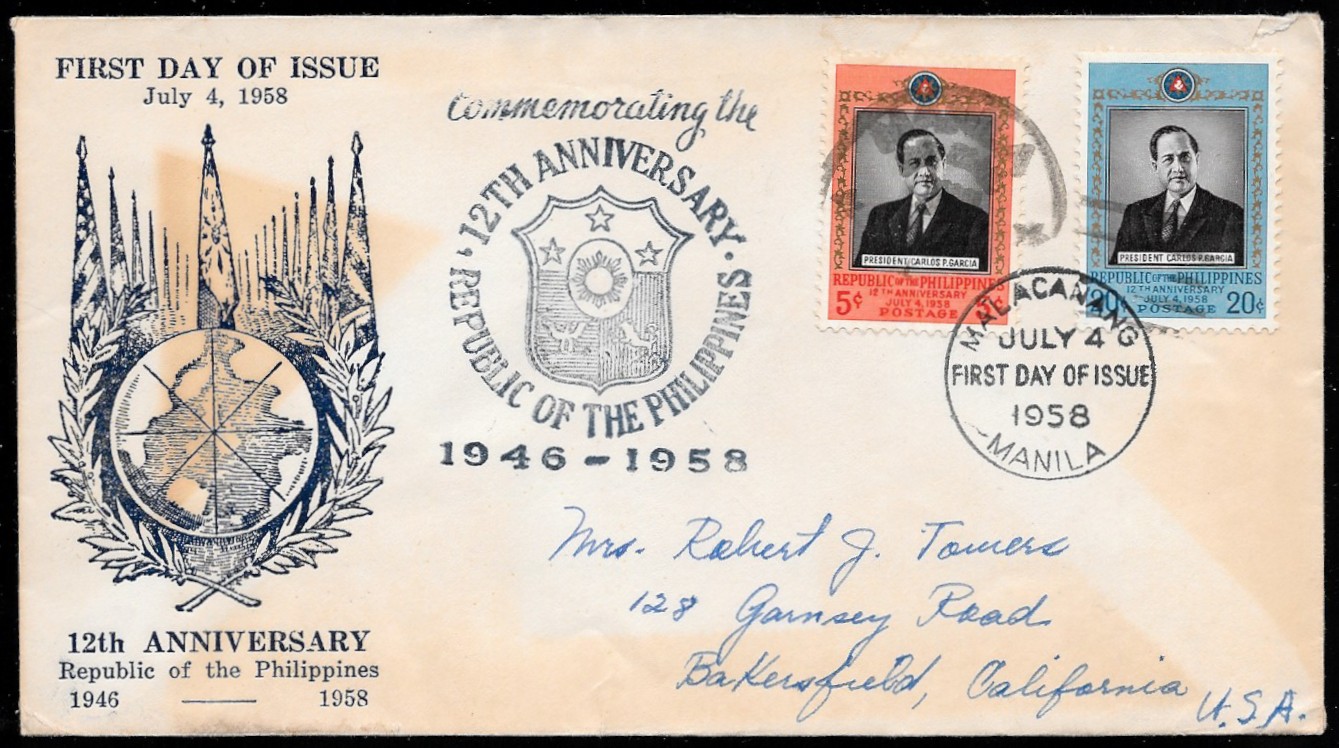 FIRST DAY OF ISSUE
July 4, 1958
12th ANNIVERSARY
Republic of the Philippines
1946 —— 1958
Commemorating the
12TH ANNIVERSARY
REPUBLIC OF THE PHILIPPINES
1946 - 1958
PRESIDENT CARLOS P. GARCIA
REPUBLIC OF THE PHILIPPINES
12TH ANNIVERSARY
JULY 4, 1958
5¢ POSTAGE ¢
PRESIDENT CARLOS P. GARCIA
REPUBLIC OF THE PHILIPPINES
12TH ANNIVERSARY
JULY 4, 1958
20¢ POSTAGE 20¢
MALACAÑANG
JULY 4
FIRST DAY OF ISSUE
1958
MANILA
Mrs. Robert J. Towers
128 Garnsey Road
Bakersfield, California
U.S.A.